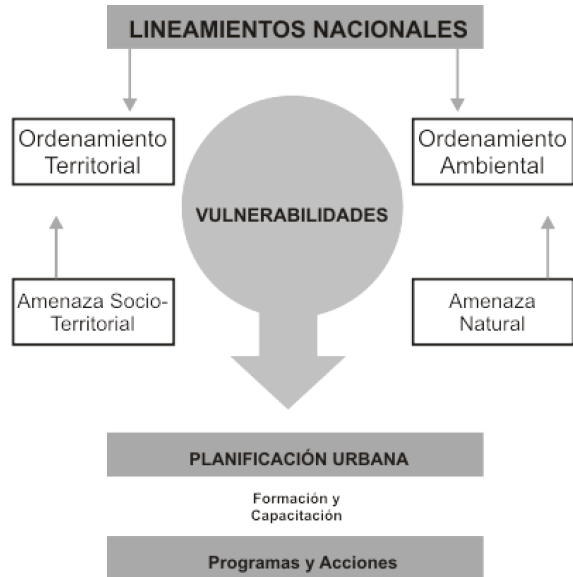 LINEAMIENTOS NACIONALES
Ordenamiento
Territorial
Ordenamiento
Ambiental
VULNERABILIDADES
Amenaza Socio-
Territorial
Amenaza
Natural
PLANIFICACIÓN URBANA
Formación y
Capacitación
Programas y Acciones